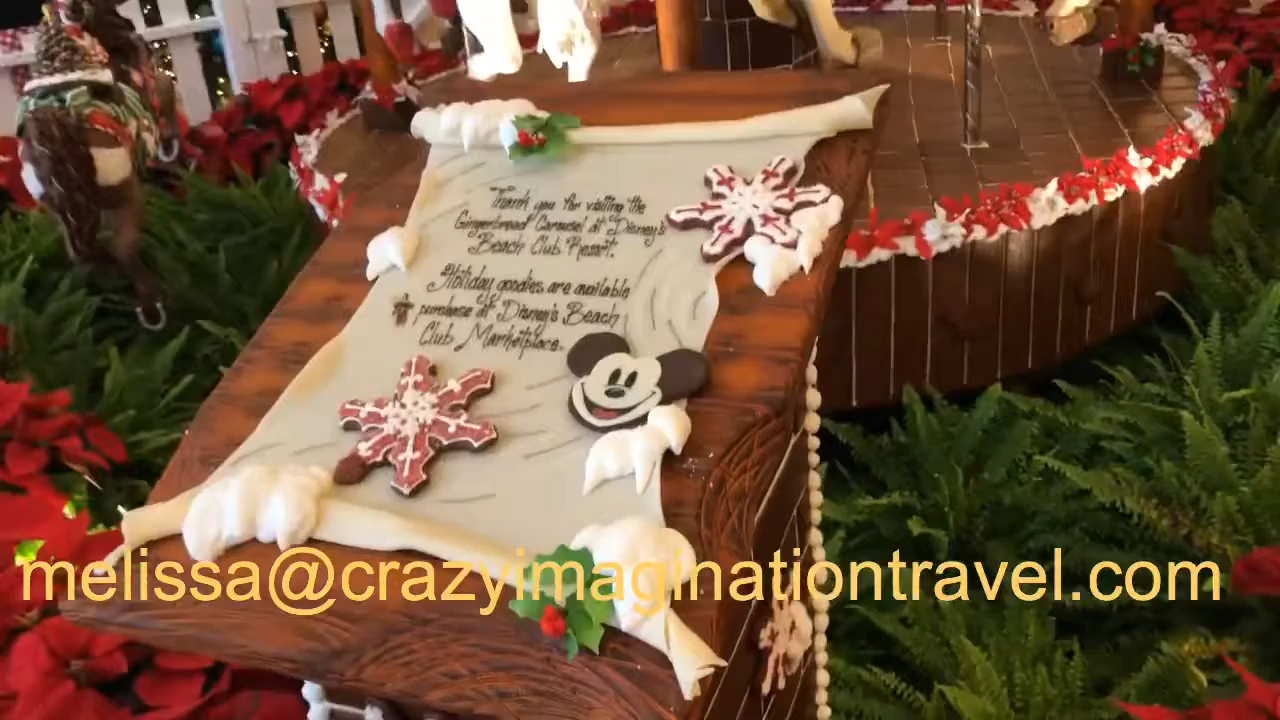 Thank you for visiting the
Gingerbread Carousel at Disney's
Beach Club Resort.
Holiday goodies are available
purchase at Disney's Beach
Club Marketplace.
melissa@crazyimaginationtravel.com